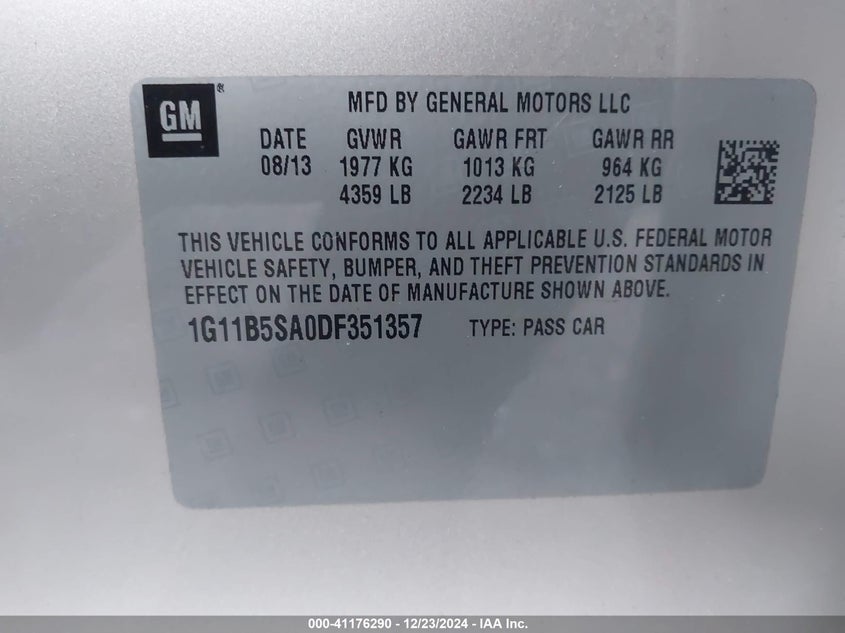 GM®
MFD BY GENERAL MOTORS LLC
DATE GVWR GAWR FRT GAWR RR
08/13 1977 KG 1013 KG 964 KG
4359 LB 2234 LB 2125 LB
THIS VEHICLE CONFORMS TO ALL APPLICABLE U.S. FEDERAL MOTOR
VEHICLE SAFETY, BUMPER, AND THEFT PREVENTION STANDARDS IN
EFFECT ON THE DATE OF MANUFACTURE SHOWN ABOVE.
1G11B5SA0DF351357 TYPE: PASS CAR
000-41176290 - 12/23/2024 - IAA Inc.